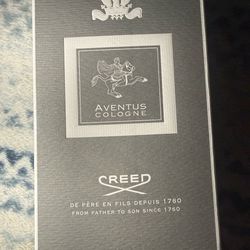 AVENTUS
COLOGNE
CREED
DE PÈRE EN FILS DEPUIS 1760
FROM FATHER TO SON SINCE 1760